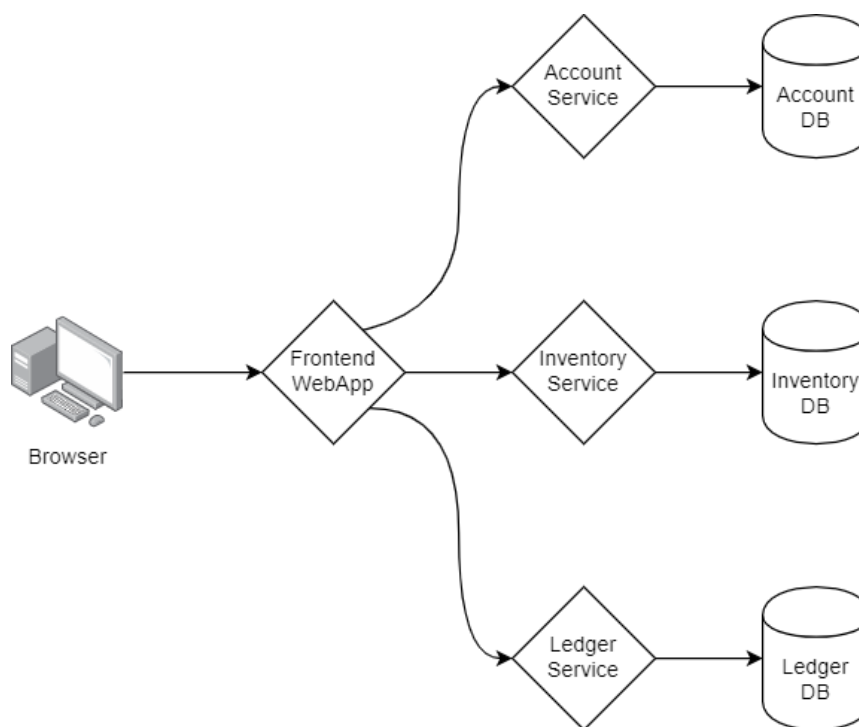 Account
Service
Account
DB
Browser
Frontend
WebApp
Inventory
Service
Inventory
DB
Ledger
Service
Ledger
DB